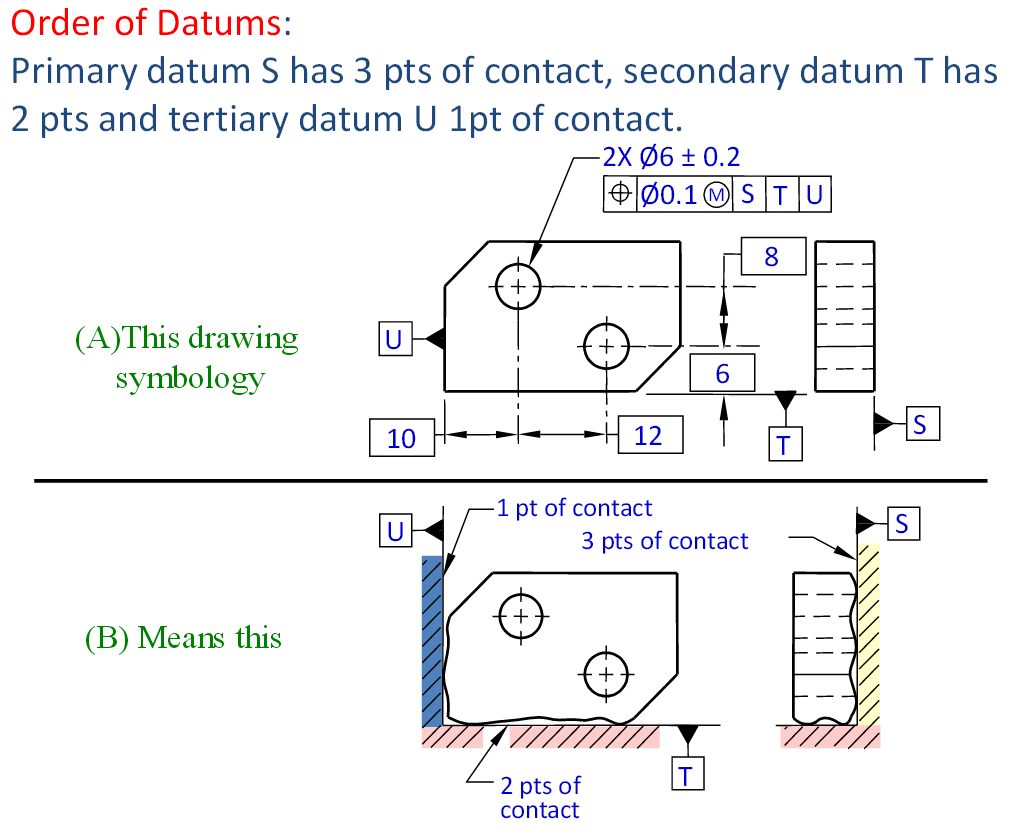 Order of Datums:
Primary datum S has 3 pts of contact, secondary datum T has
2 pts and tertiary datum U 1pt of contact.
2X Ø6 ± 0.2
⌖ Ø0.1 Ⓜ S T U
8
U
(A)This drawing
symbology
6
10
12
T
S
1 pt of contact
U
S
3 pts of contact
(B) Means this
T
2 pts of
contact